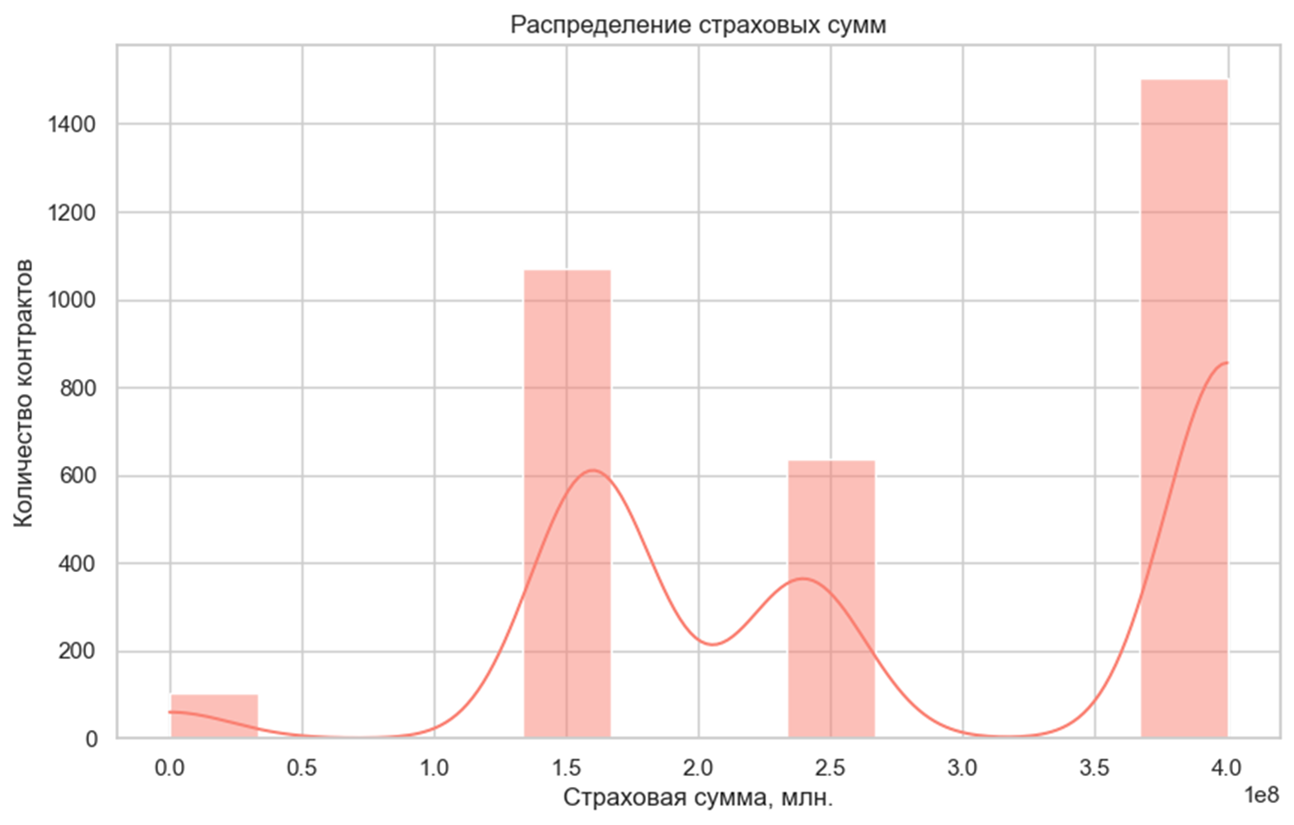 Распределение страховых сумм
Количество контрактов
1400
1200
1000
800
600
400
200
0
0.0 0.5 1.0 1.5 2.0 2.5 3.0 3.5 4.0
Страховая сумма, млн.
1e8